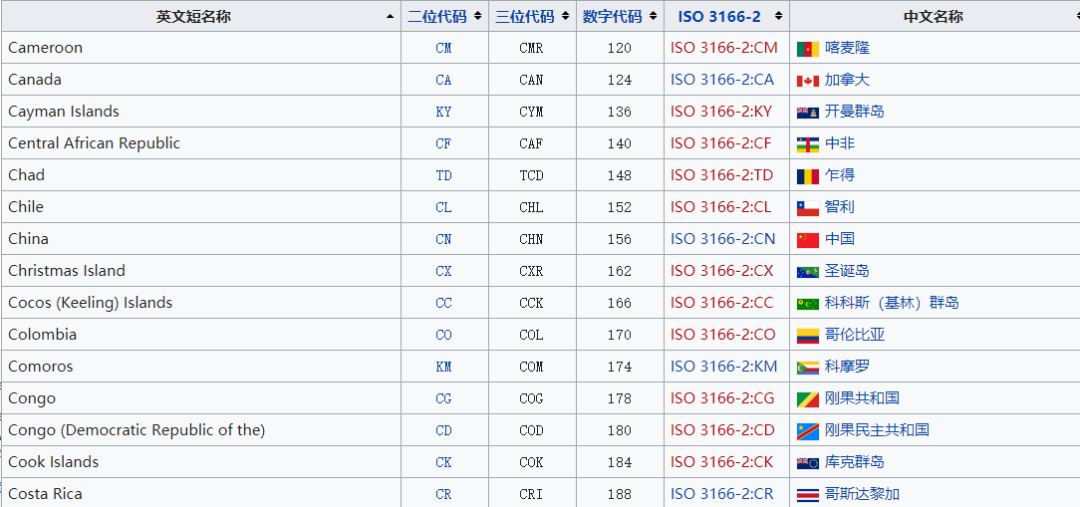 英文短名称 二位代码 三位代码 数字代码 ISO 3166-2 中文名称
Cameroon CM CMR 120 ISO 3166-2:CM 喀麦隆
Canada CA CAN 124 ISO 3166-2:CA 加拿大
Cayman Islands KY CYM 136 ISO 3166-2:KY 开曼群岛
Central African Republic CF CAF 140 ISO 3166-2:CF 中非
Chad TD TCD 148 ISO 3166-2:TD 乍得
Chile CL CHL 152 ISO 3166-2:CL 智利
China CN CHN 156 ISO 3166-2:CN 中国
Christmas Island CX CXR 162 ISO 3166-2:CX 圣诞岛
Cocos (Keeling) Islands CC CCK 166 ISO 3166-2:CC 科科斯（基林）群岛
Colombia CO COL 170 ISO 3166-2:CO 哥伦比亚
Comoros KM COM 174 ISO 3166-2:KM 科摩罗
Congo CG COG 178 ISO 3166-2:CG 刚果共和国
Congo (Democratic Republic of the) CD COD 180 ISO 3166-2:CD 刚果民主共和国
Cook Islands CK COK 184 ISO 3166-2:CK 库克群岛
Costa Rica CR CRI 188 ISO 3166-2:CR 哥斯达黎加